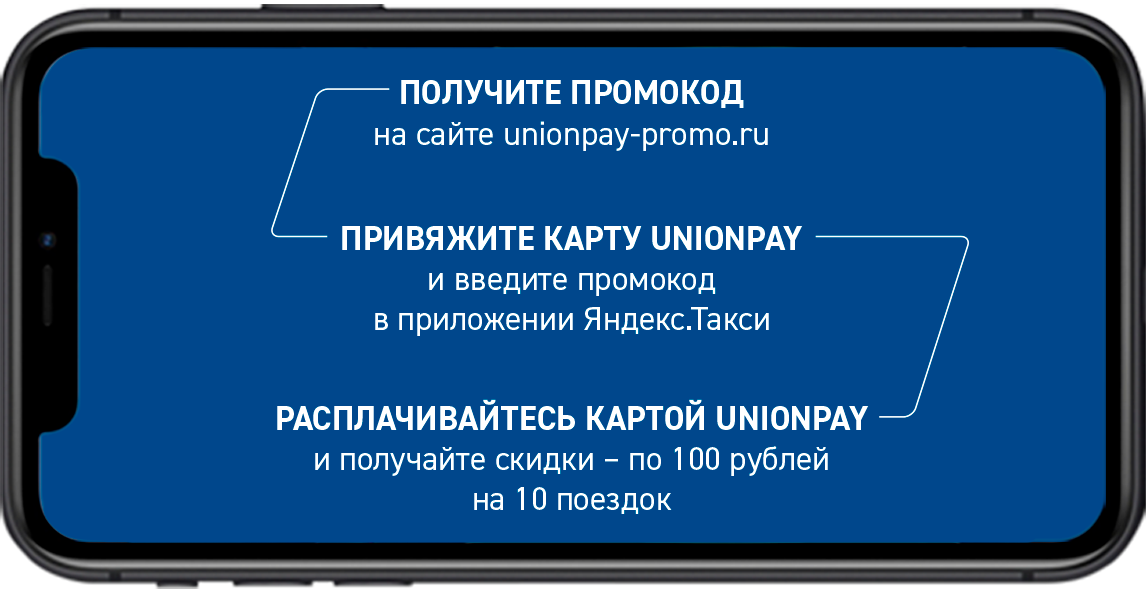 ПОЛУЧИТЕ ПРОМОКОД
на сайте unionpay-promo.ru
ПРИВЯЖИТЕ КАРТУ UNIONPAY
и введите промокод
в приложении Яндекс.Такси
РАСПЛАЧИВАЙТЕСЬ КАРТОЙ UNIONPAY
и получайте скидки – по 100 рублей
на 10 поездок